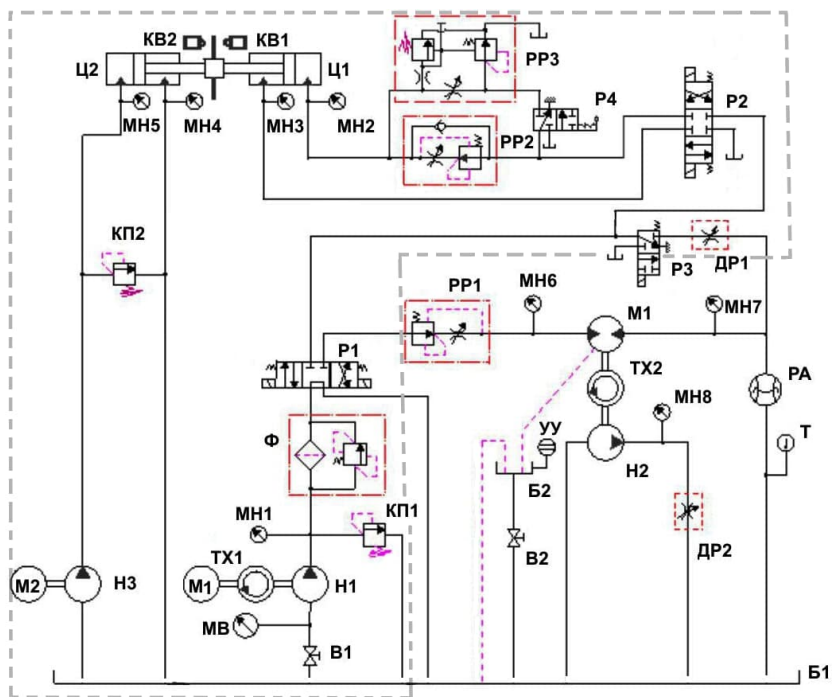 КВ2
КВ1
Ц2
Ц1
РР3
Р4
Р2
МН5
МН4
МН3
МН2
РР2
КП2
Р3
ДР1
РР1
МН6
М1
МН7
Р1
ТХ2
РА
МН8
Ф
УУ
Т
Н2
Б2
МН1
КП1
ТХ1
В2
ДР2
М2
Н3
М1
Н1
МВ
В1
Б1